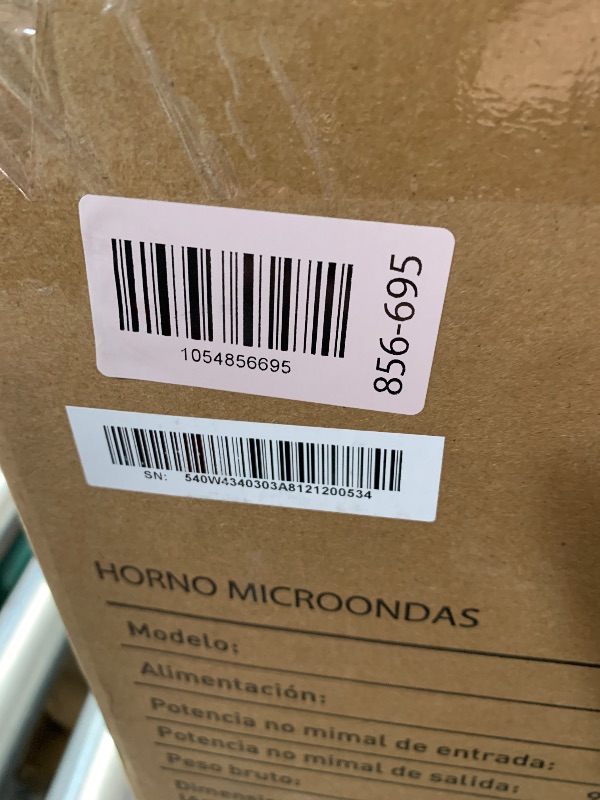 1054856695
856-695
SN: 540W4340303A8121200534
HORNO MICROONDAS
Modelo:
Alimentación:
Potencia no mimal de entrada:
Potencia no mimal de salida:
Peso bruto: